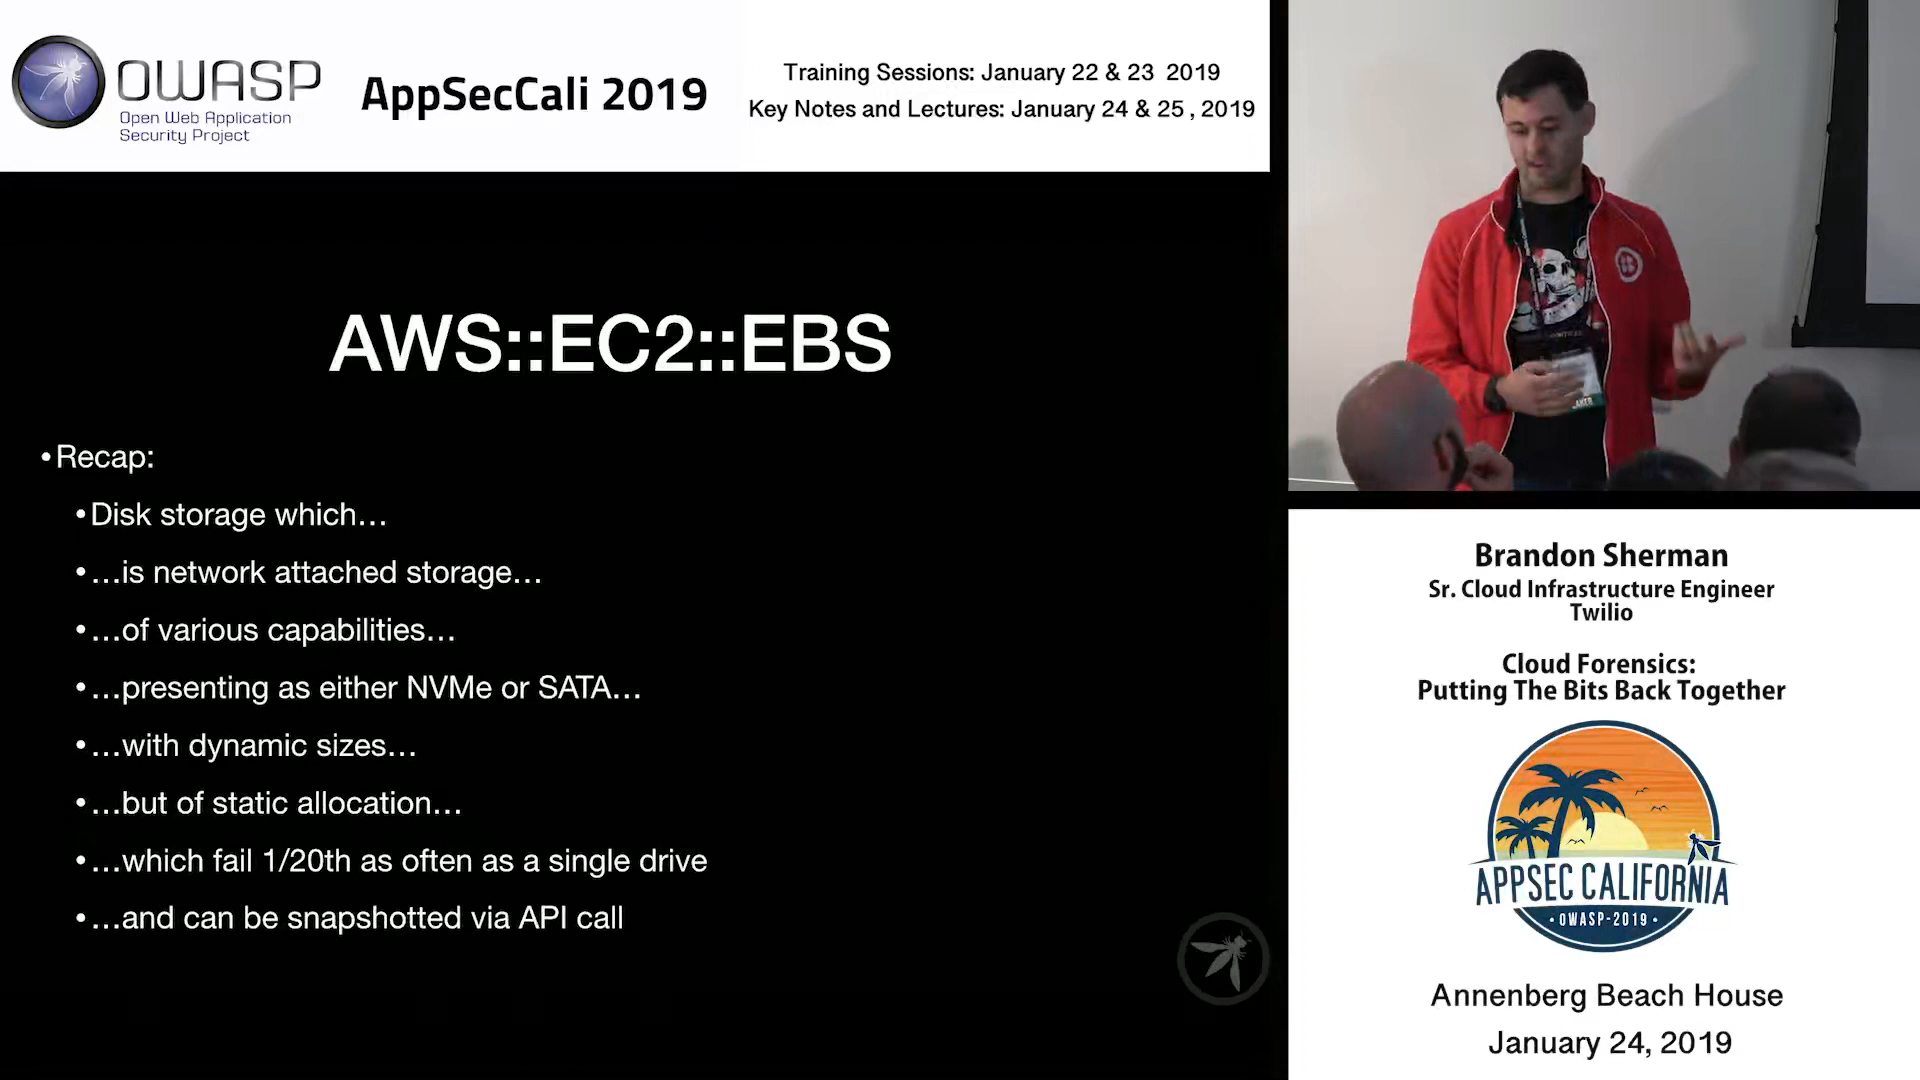 OWASP
Open Web Application
Security Project
AppSecCali 2019
Training Sessions: January 22 & 23 2019
Key Notes and Lectures: January 24 & 25 , 2019
AWS::EC2::EBS
•Recap:
•Disk storage which…
•…is network attached storage…
•…of various capabilities…
•…presenting as either NVMe or SATA…
•…with dynamic sizes…
•…but of static allocation…
•…which fail 1/20th as often as a single drive
•…and can be snapshotted via API call
Brandon Sherman
Sr. Cloud Infrastructure Engineer
Twilio
Cloud Forensics:
Putting The Bits Back Together
APPSEC CALIFORNIA
• OWASP-2019 •
Annenberg Beach House
January 24, 2019